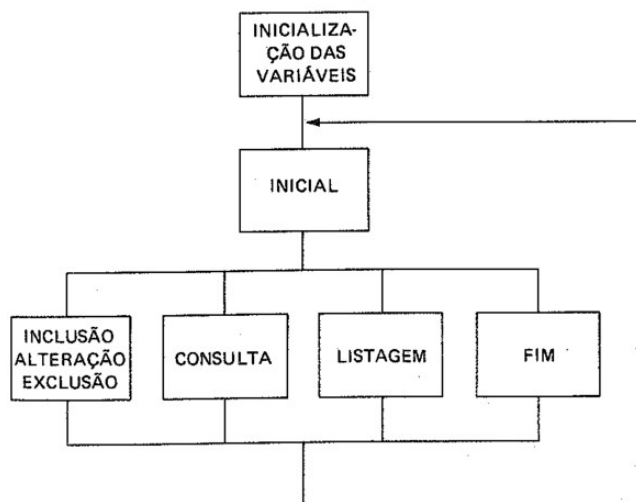 INICIALIZA-
ÇÃO DAS
VARIÁVEIS
INICIAL
INCLUSÃO
ALTERAÇÃO
EXCLUSÃO
CONSULTA
LISTAGEM
FIM